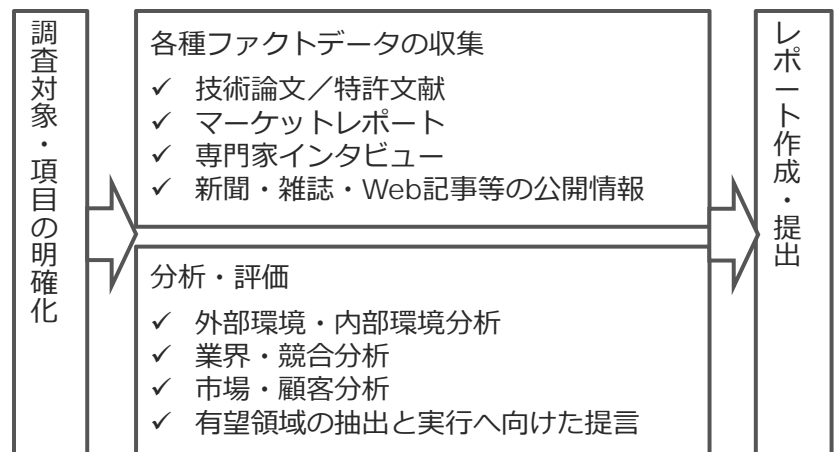 調査対象・項目の明確化
各種ファクトデータの収集
✓ 技術論文／特許文献
✓ マーケットレポート
✓ 専門家インタビュー
✓ 新聞・雑誌・Web記事等の公開情報
分析・評価
✓ 外部環境・内部環境分析
✓ 業界・競合分析
✓ 市場・顧客分析
✓ 有望領域の抽出と実行へ向けた提言
レポート作成・提出